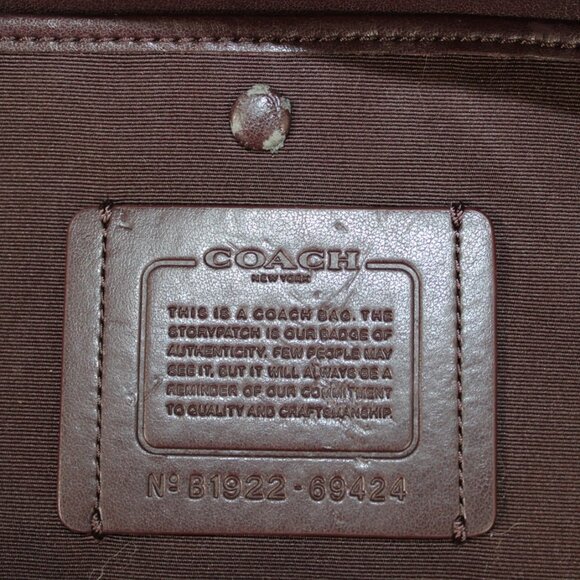 COACH
NEW YORK
THIS IS A COACH BAG. THE
STORYPATCH IS OUR BADGE OF
AUTHENTICITY. FEW PEOPLE MAY
SEE IT. BUT IT WILL ALWAYS BE A
REMINDER OF OUR COMMITMENT
TO QUALITY AND CRAFTSMANSHIP.
Nº B1922-69424